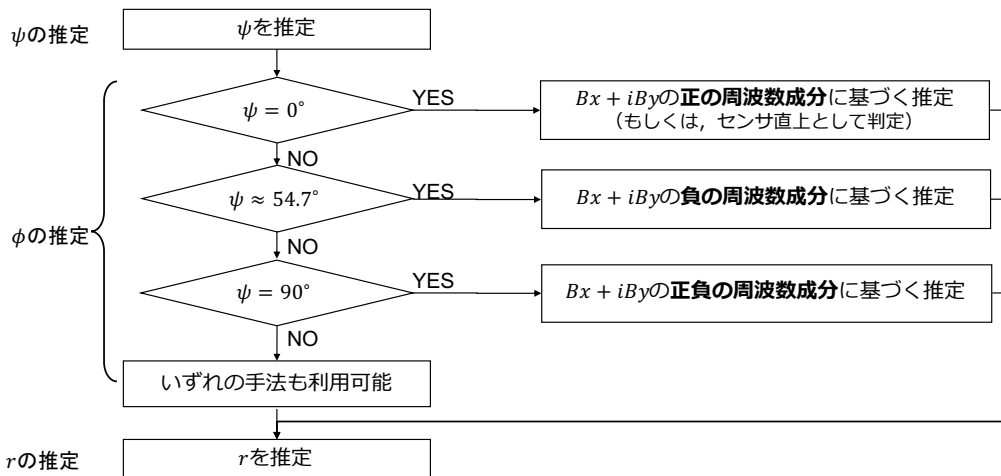 ψの推定
ψを推定
ψ = 0°
YES
Bx + iByの正の周波数成分に基づく推定
（もしくは，センサ直上として判定）
NO
ψ ≈ 54.7°
YES
Bx + iByの負の周波数成分に基づく推定
ϕの推定
NO
ψ = 90°
YES
Bx + iByの正負の周波数成分に基づく推定
NO
いずれの手法も利用可能
rの推定
rを推定